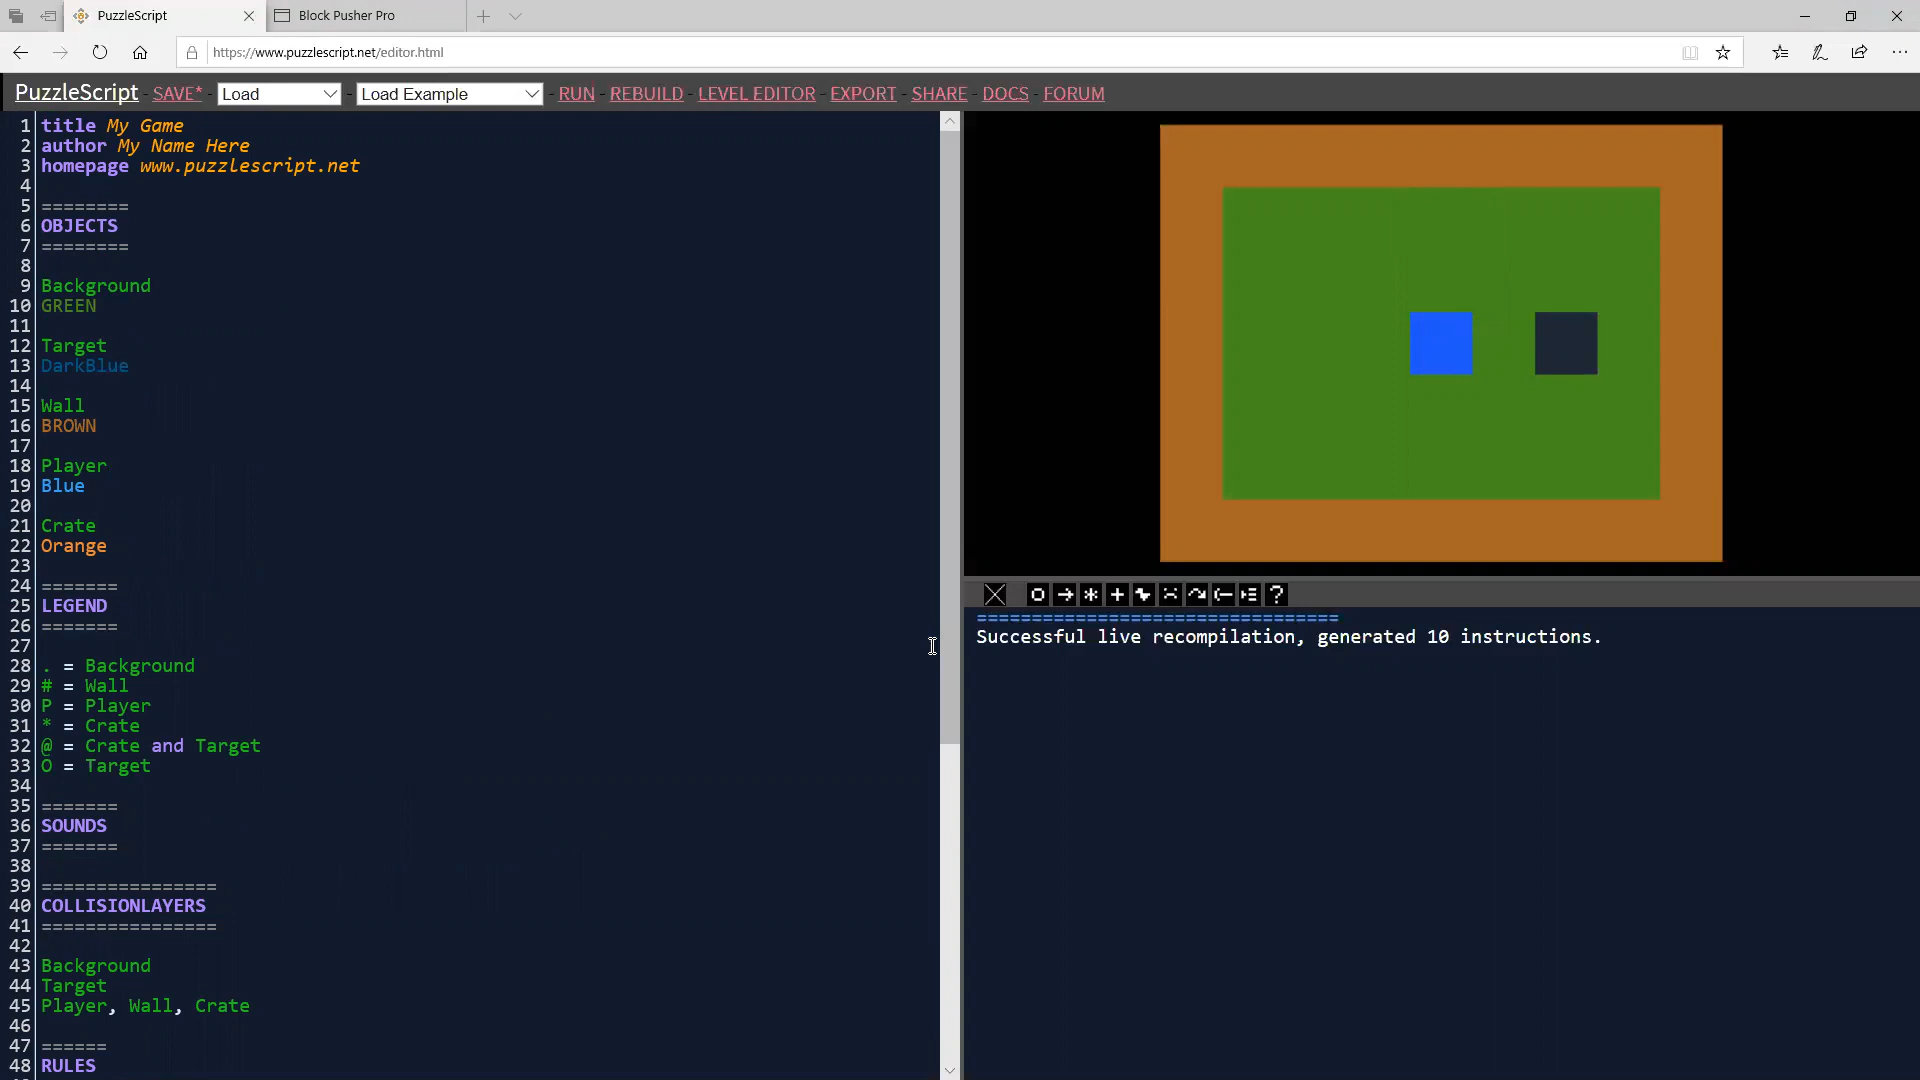 PuzzleScript
Block Pusher Pro
https://www.puzzlescript.net/editor.html
PuzzleScript - SAVE* - Load - Load Example - RUN - REBUILD - LEVEL EDITOR - EXPORT - SHARE - DOCS - FORUM
1 title My Game
2 author My Name Here
3 homepage www.puzzlescript.net
4
5 ========
6 OBJECTS
7 ========
8
9 Background
10 GREEN
11
12 Target
13 DarkBlue
14
15 Wall
16 BROWN
17
18 Player
19 Blue
20
21 Crate
22 Orange
23
24 =======
25 LEGEND
26 =======
27
28 . = Background
29 # = Wall
30 P = Player
31 * = Crate
32 @ = Crate and Target
33 O = Target
34
35 =======
36 SOUNDS
37 =======
38
39 ================
40 COLLISIONLAYERS
41 ================
42
43 Background
44 Target
45 Player, Wall, Crate
46
47 ======
48 RULES
=================================
Successful live recompilation, generated 10 instructions.